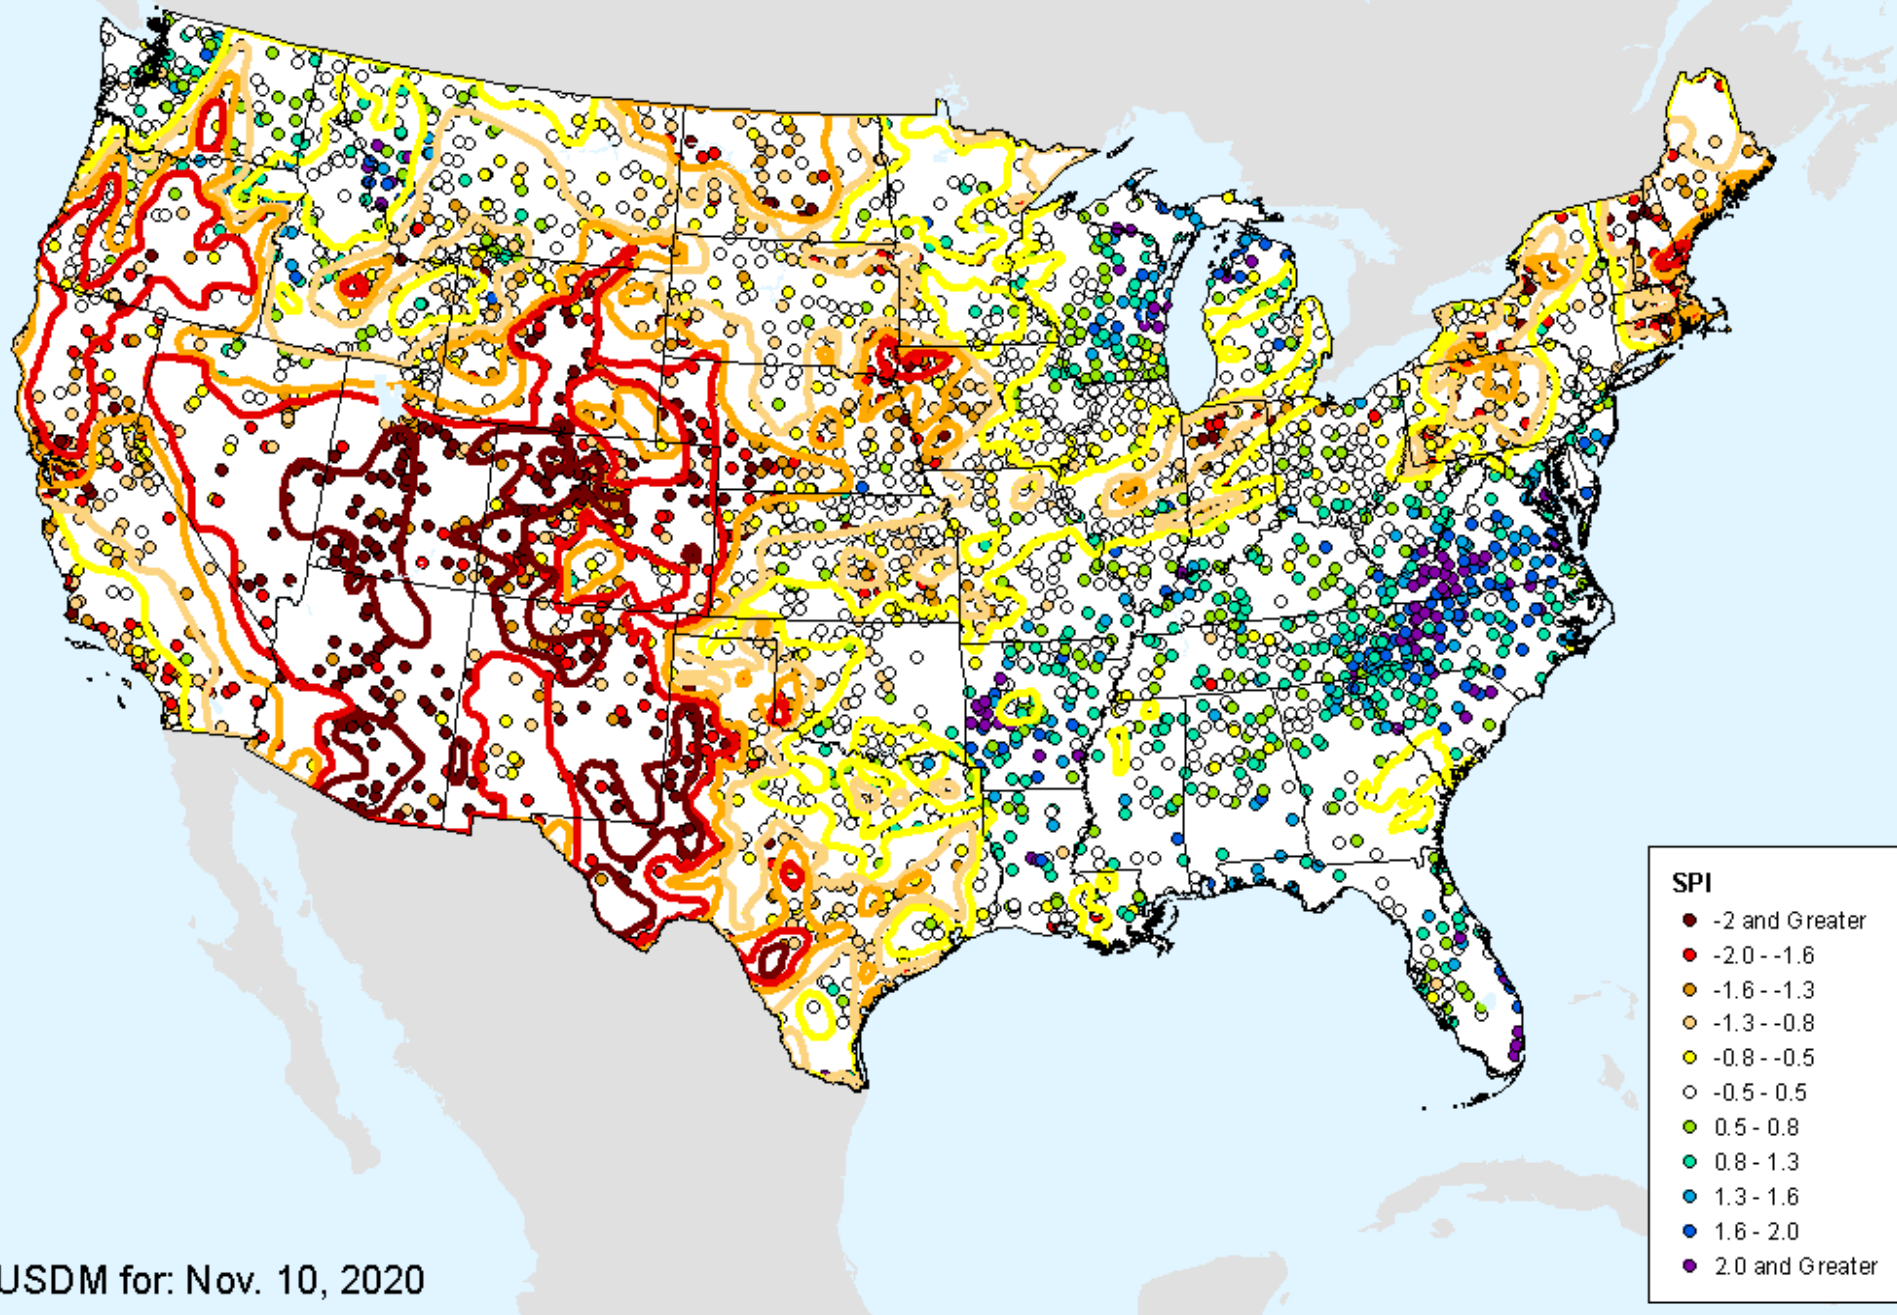 SPI
-2 and Greater
-2.0 - -1.6
-1.6 - -1.3
-1.3 - -0.8
-0.8 - -0.5
-0.5 - 0.5
0.5 - 0.8
0.8 - 1.3
1.3 - 1.6
1.6 - 2.0
2.0 and Greater
USDM for: Nov. 10, 2020